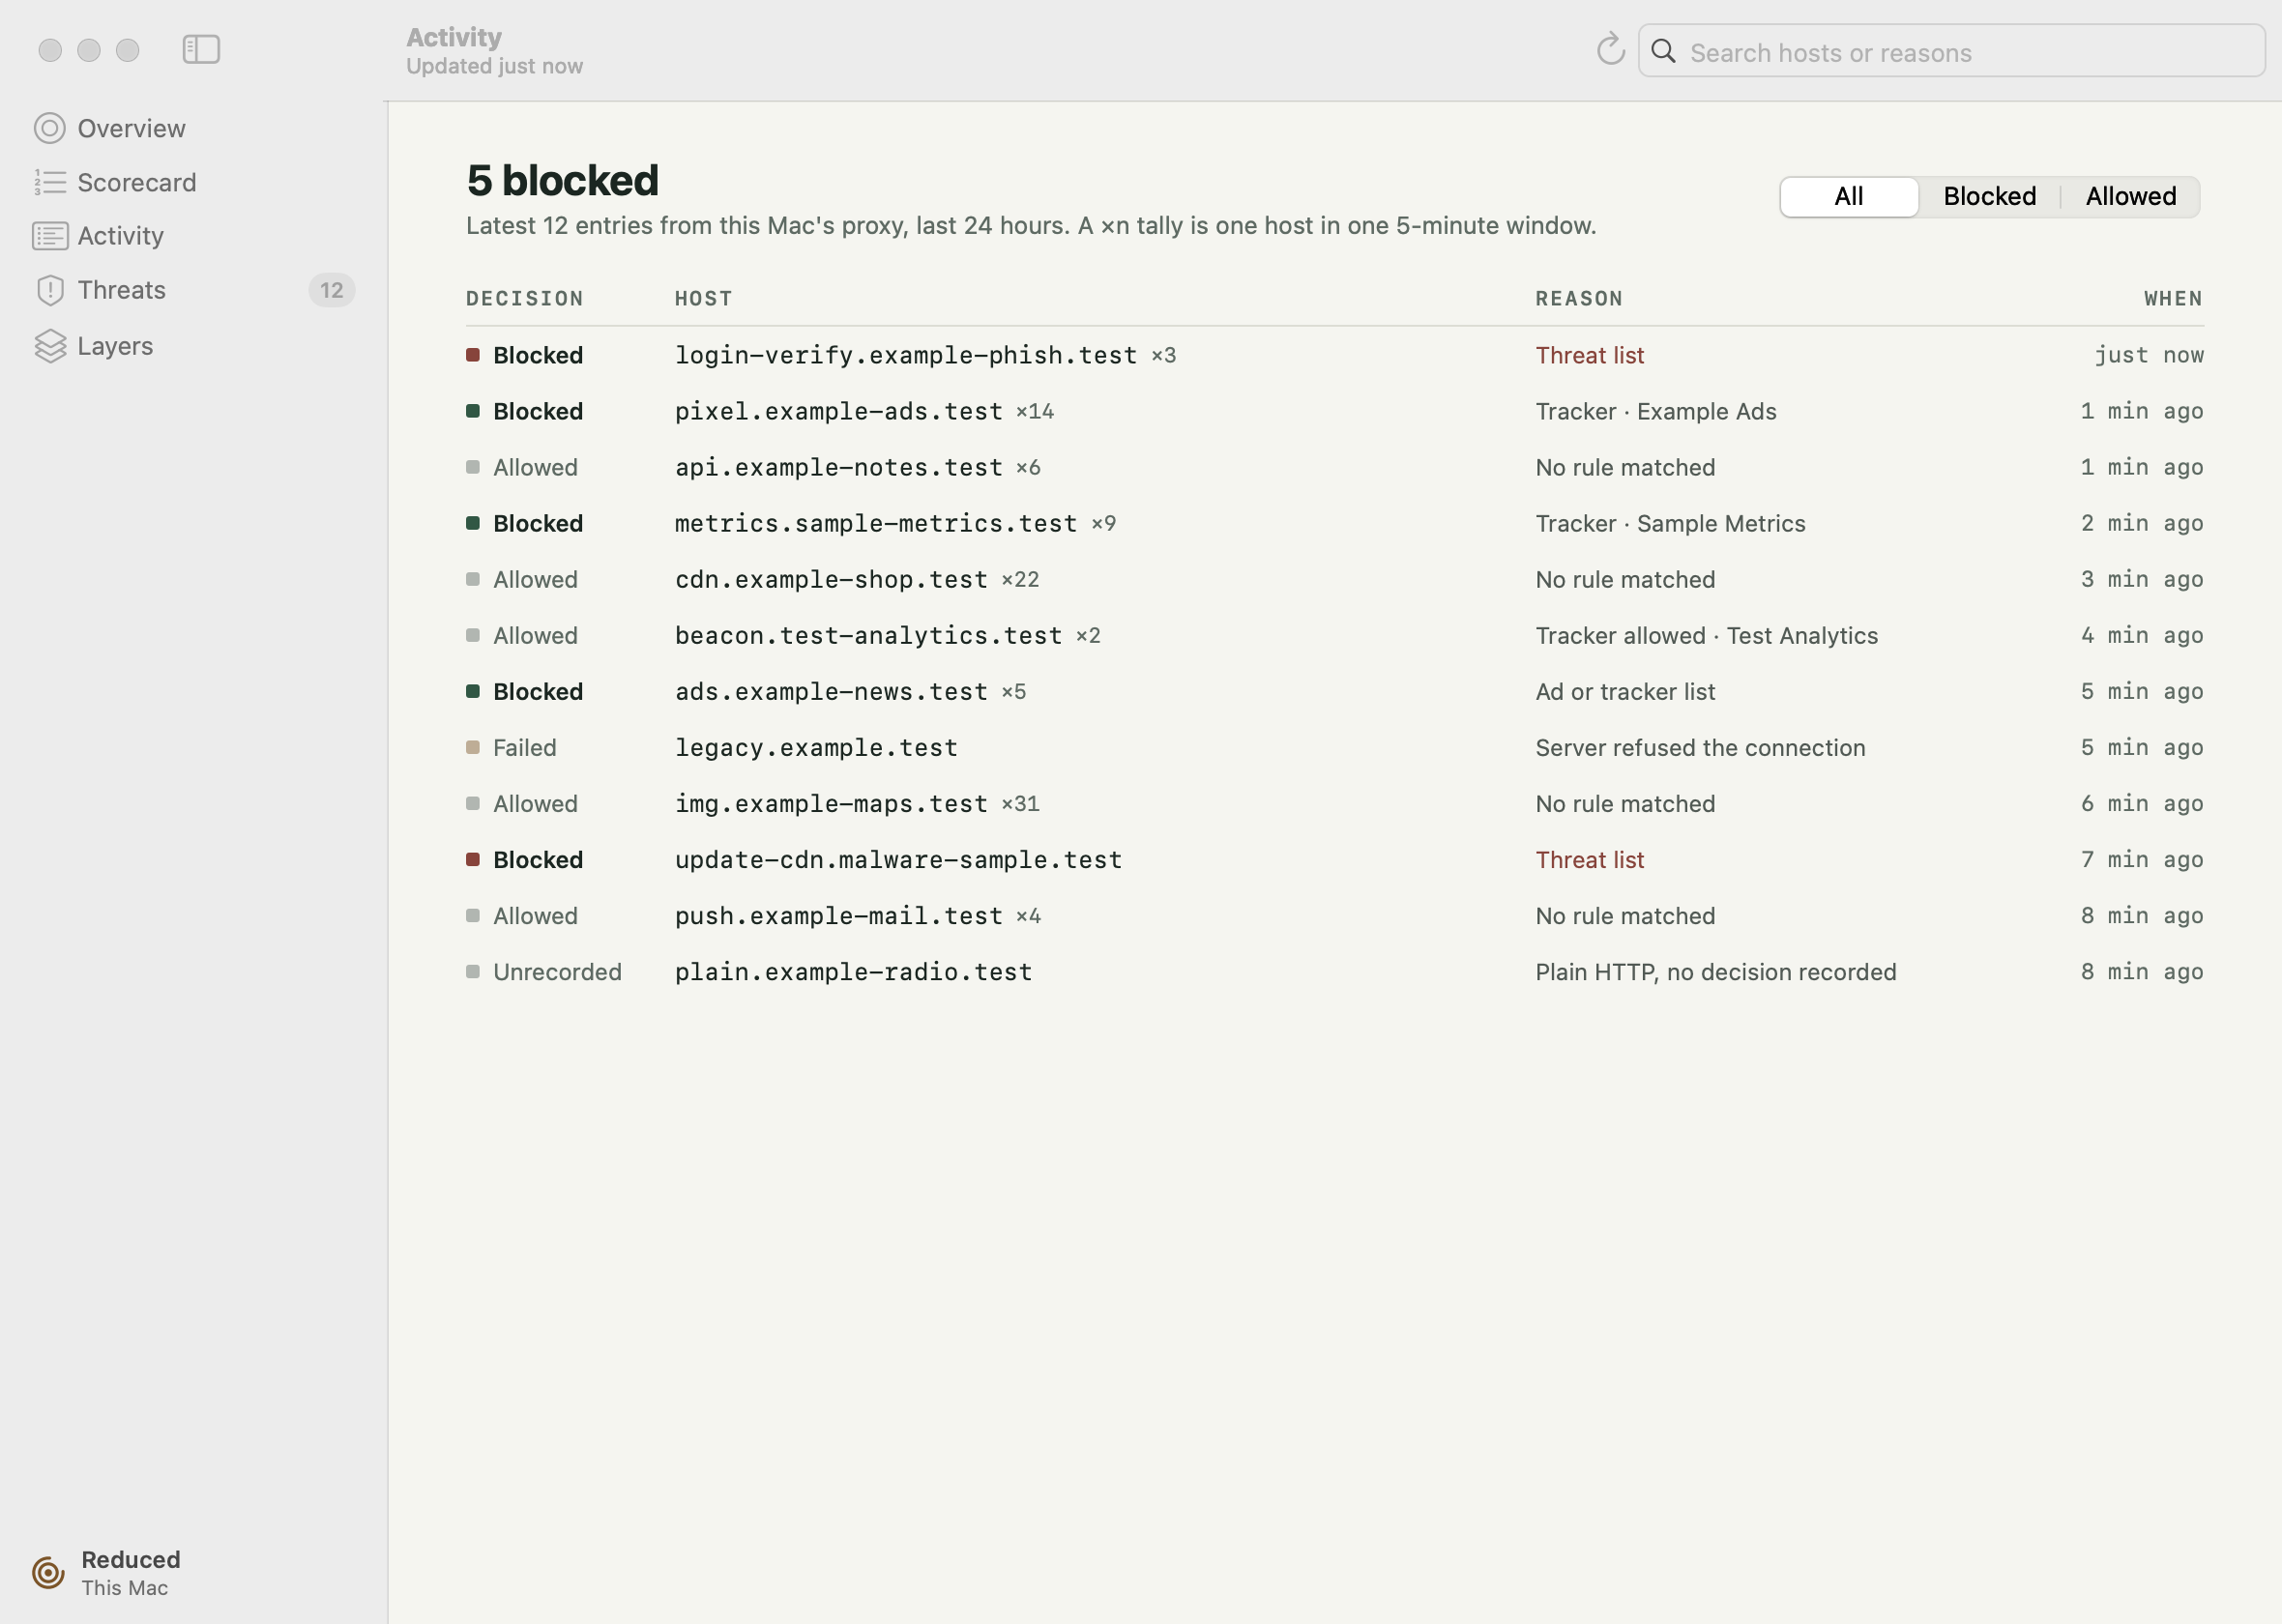 Activity
Updated just now
Search hosts or reasons
Overview
1
2
3
Scorecard
Activity
Threats 12
Layers
5 blocked
Latest 12 entries from this Mac's proxy, last 24 hours. A ×n tally is one host in one 5-minute window.
All Blocked Allowed
DECISION HOST REASON WHEN
Blocked login-verify.example-phish.test ×3 Threat list just now
Blocked pixel.example-ads.test ×14 Tracker · Example Ads 1 min ago
Allowed api.example-notes.test ×6 No rule matched 1 min ago
Blocked metrics.sample-metrics.test ×9 Tracker · Sample Metrics 2 min ago
Allowed cdn.example-shop.test ×22 No rule matched 3 min ago
Allowed beacon.test-analytics.test ×2 Tracker allowed · Test Analytics 4 min ago
Blocked ads.example-news.test ×5 Ad or tracker list 5 min ago
Failed legacy.example.test Server refused the connection 5 min ago
Allowed img.example-maps.test ×31 No rule matched 6 min ago
Blocked update-cdn.malware-sample.test Threat list 7 min ago
Allowed push.example-mail.test ×4 No rule matched 8 min ago
Unrecorded plain.example-radio.test Plain HTTP, no decision recorded 8 min ago
Reduced
This Mac